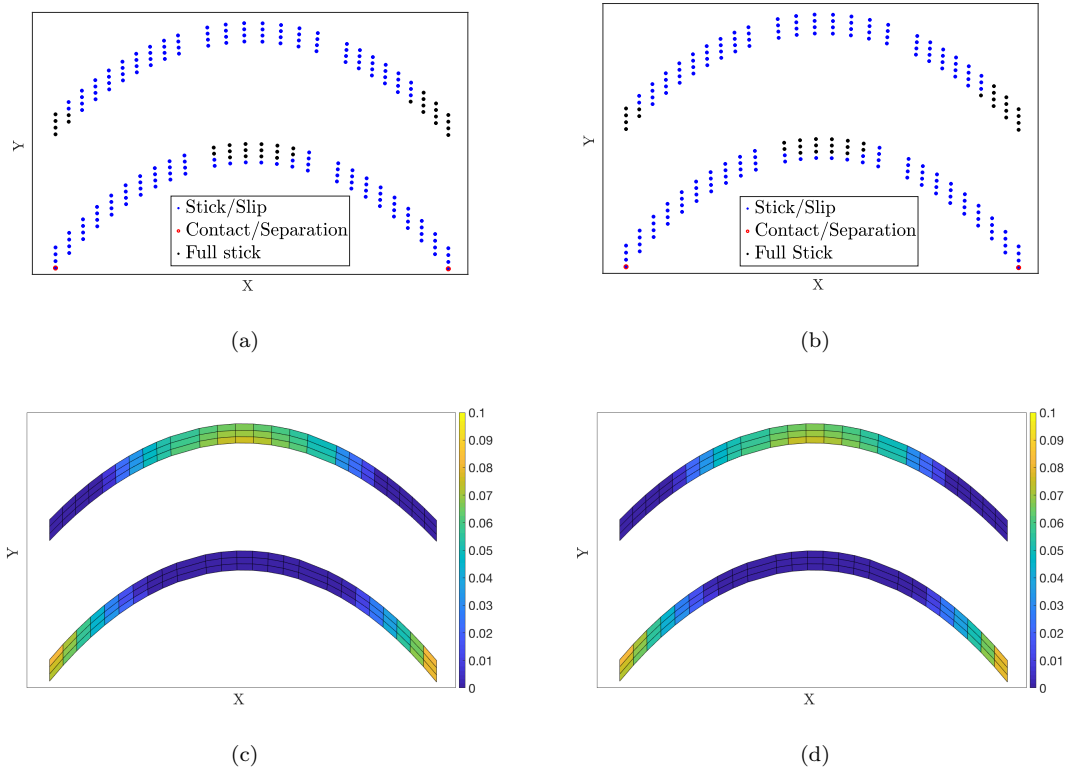 Y
Stick/Slip
Contact/Separation
Full stick
X
(a)
Y
Stick/Slip
Contact/Separation
Full Stick
X
(b)
Y
0.1
0.09
0.08
0.07
0.06
0.05
0.04
0.03
0.02
0.01
0
X
(c)
Y
0.1
0.09
0.08
0.07
0.06
0.05
0.04
0.03
0.02
0.01
0
X
(d)